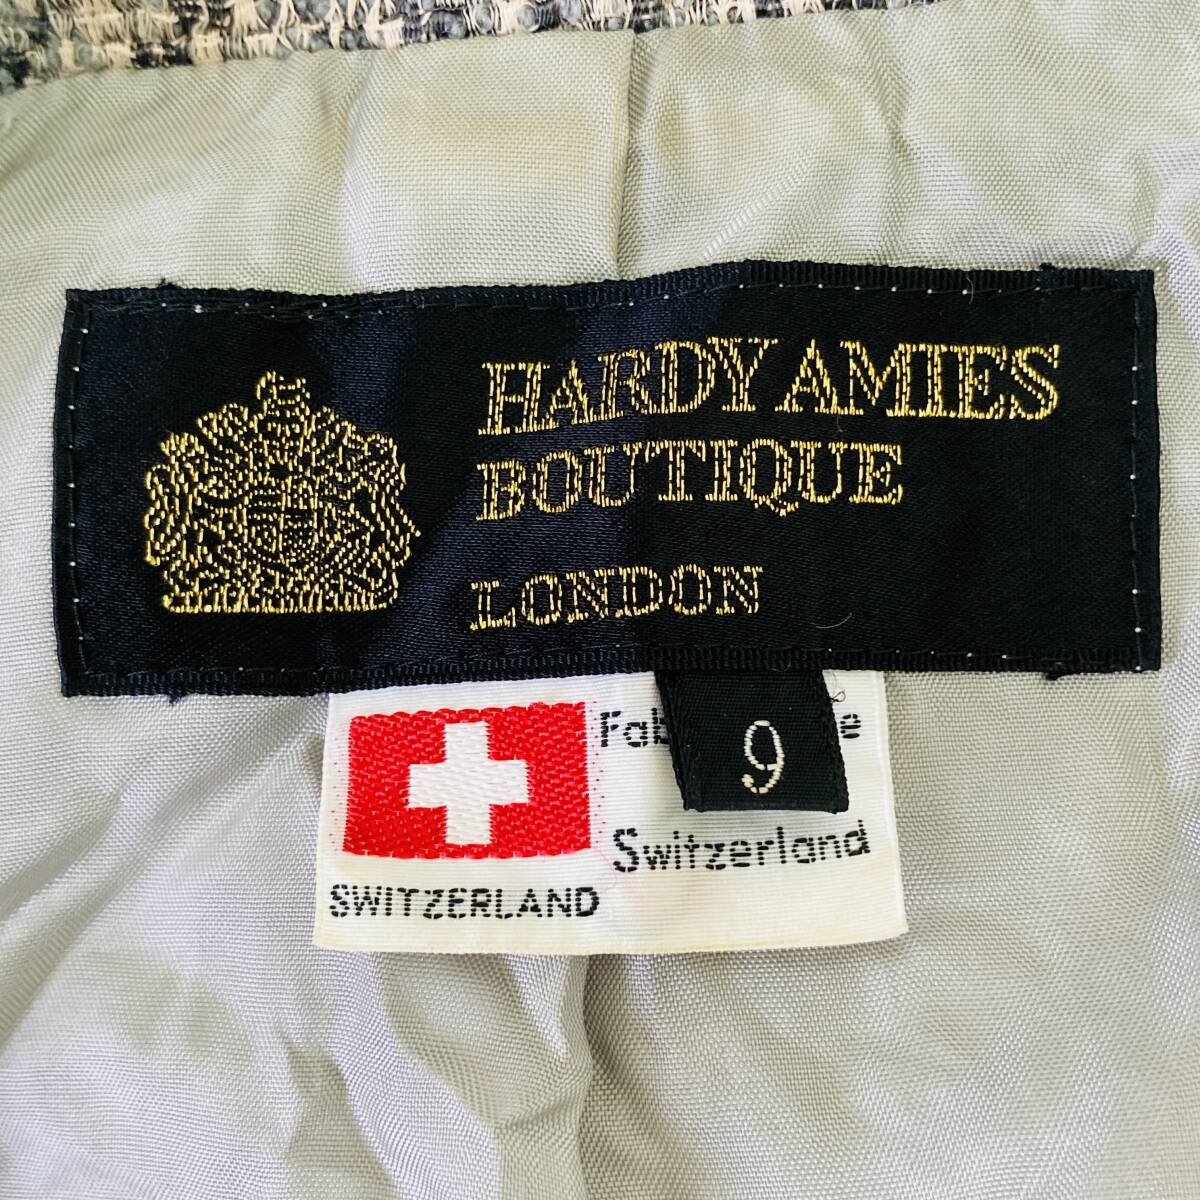 HARDY AMIES
BOUTIQUE
LONDON
9
Switzerland
SWITZERLAND